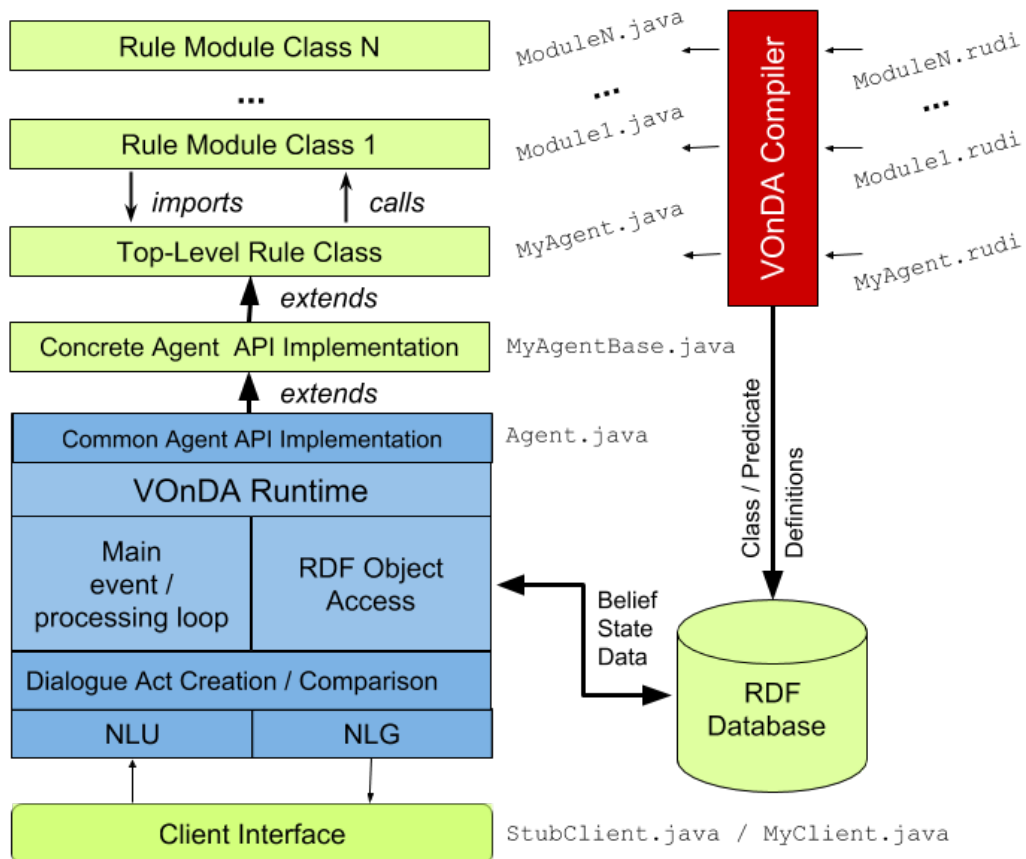 Rule Module Class N
...
Rule Module Class 1
imports
calls
Top-Level Rule Class
extends
Concrete Agent API Implementation
extends
Common Agent API Implementation
VOnDA Runtime
Main
event /
processing loop
RDF Object
Access
Dialogue Act Creation / Comparison
NLU
NLG
Client Interface
ModuleN.java
...
Module1.java
MyAgent.java
MyAgentBase.java
Agent.java
StubClient.java / MyClient.java
VOnDA Compiler
ModuleN.rudi
...
Module1.rudi
MyAgent.rudi
Class / Predicate
Definitions
Belief
State
Data
RDF
Database